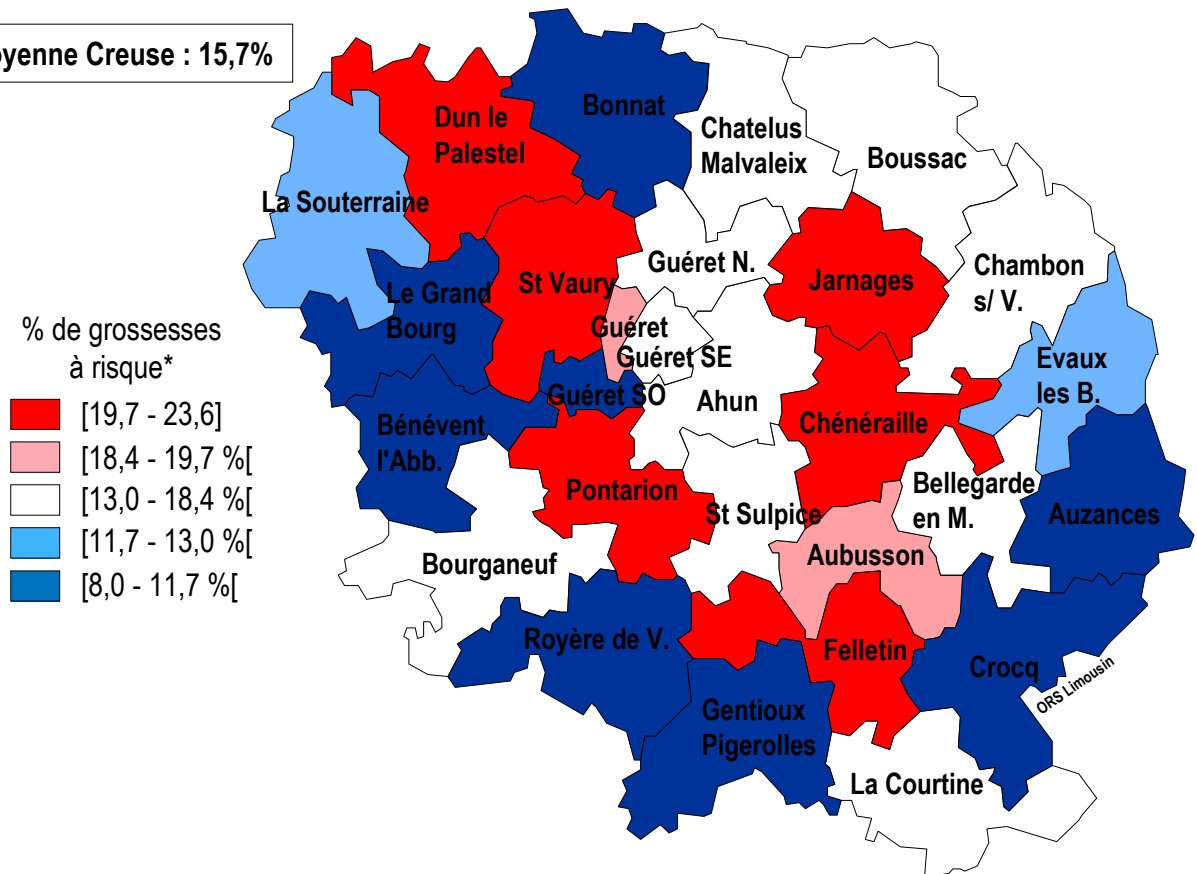 oyenne Creuse : 15,7%
Bonnat
Dun le
Palestel
Chatelus
Malvaleix
Boussac
La Souterraine
Guéret N.
Chambon
s/ V.
Jarnages
St Vaury
Le Grand
Bourg
Guéret
Guéret SE
Evaux
les B.
Guéret SO
Ahun
Chénéraille
Bénévent
l'Abb.
Pontarion
St Sulpice
Bellegarde
en M.
Auzances
Aubusson
Bourganeuf
Royère de V.
Felletin
Crocq
ORS Limousin
Gentioux
Pigerolles
La Courtine
% de grossesses
à risque*
[19,7 - 23,6]
[18,4 - 19,7 %[
[13,0 - 18,4 %[
[11,7 - 13,0 %[
[8,0 - 11,7 %[